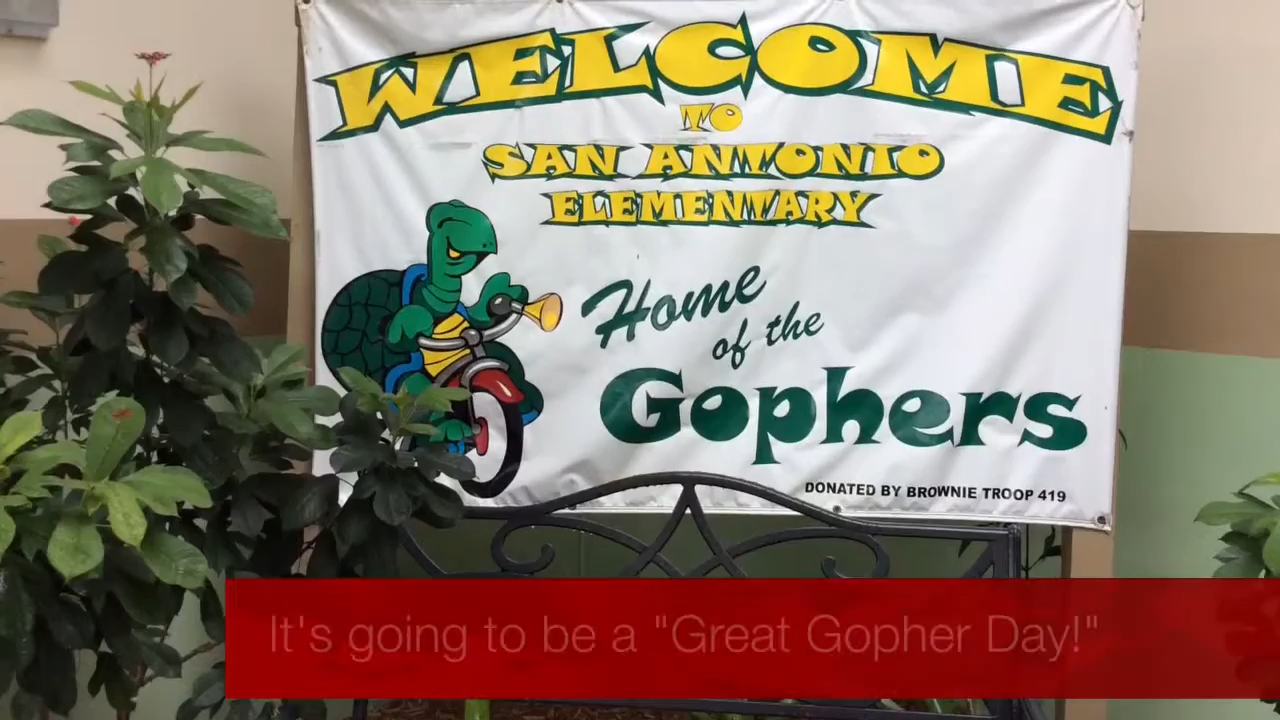 WELCOME
TO
SAN ANTONIO
ELEMENTARY
Home
of the
Gophers
DONATED BY BROWNIE TROOP 419
It's going to be a "Great Gopher Day!"